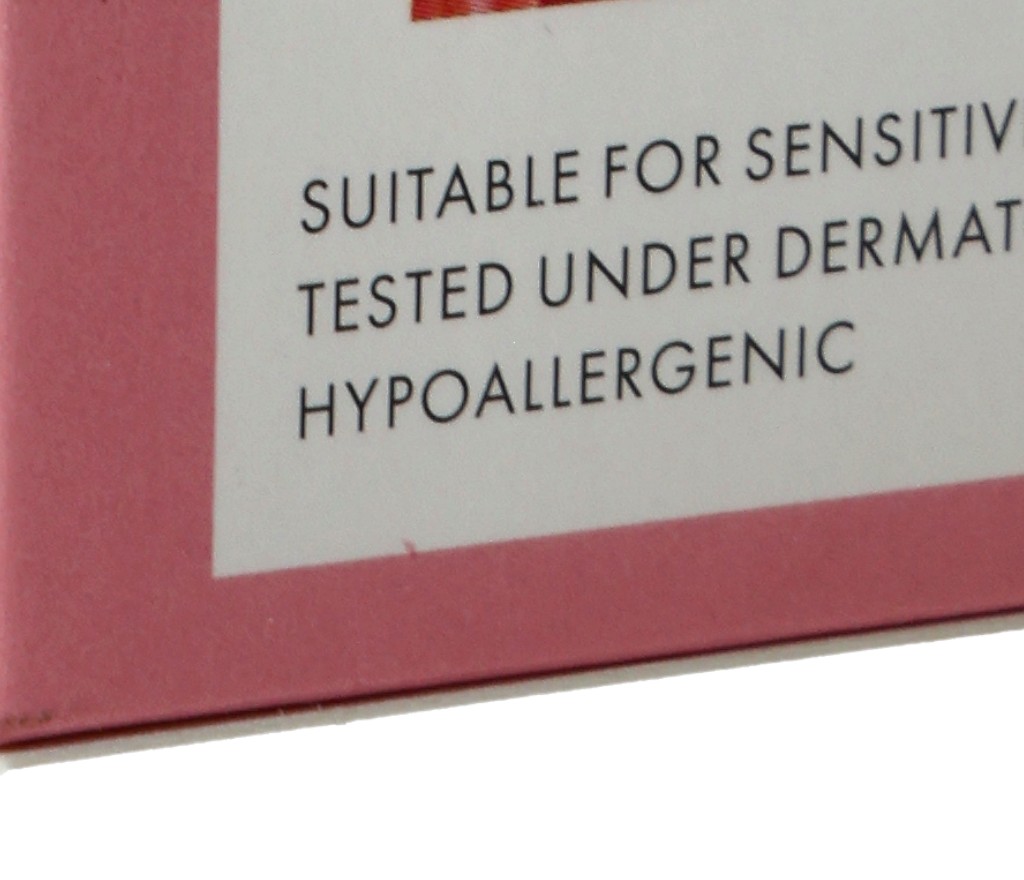 SUITABLE FOR SENSITIV
TESTED UNDER DERMAT
HYPOALLERGENIC